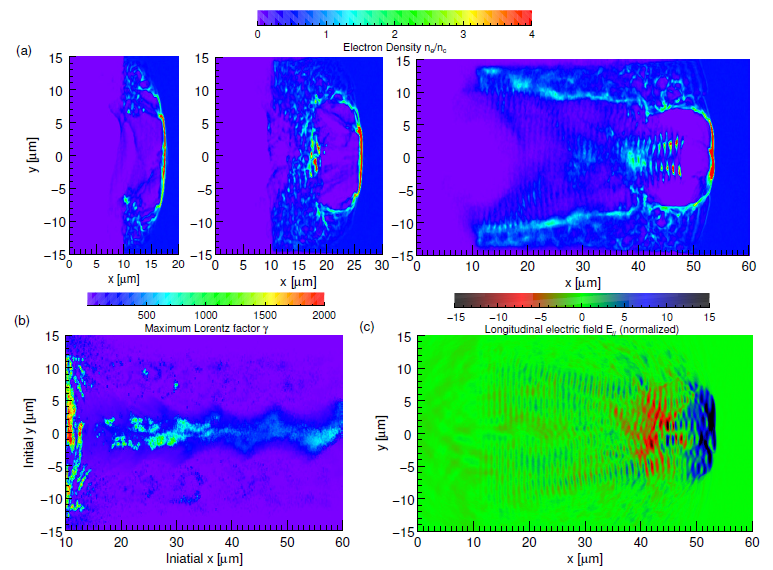 0 1 2 3 4
Electron Density nₑ/n꜀
(a)
15 10 5 0 −5 −10 −15
y [μm]
0 5 10 15 20
x [μm]
15 10 5 0 −5 −10 −15
0 5 10 15 20 25 30
x [μm]
15 10 5 0 −5 −10 −15
0 10 20 30 40 50 60
x [μm]
500 1000 1500 2000
(b)
Maximum Lorentz factor γ
15 10 5 0 −5 −10 −15
Initial y [μm]
10 20 30 40 50 60
Iniatial x [μm]
−15 −10 −5 0 5 10 15
(c)
Longitudinal electric field E (normalized)
15 10 5 0 −5 −10 −15
y [μm]
0 10 20 30 40 50 60
x [μm]